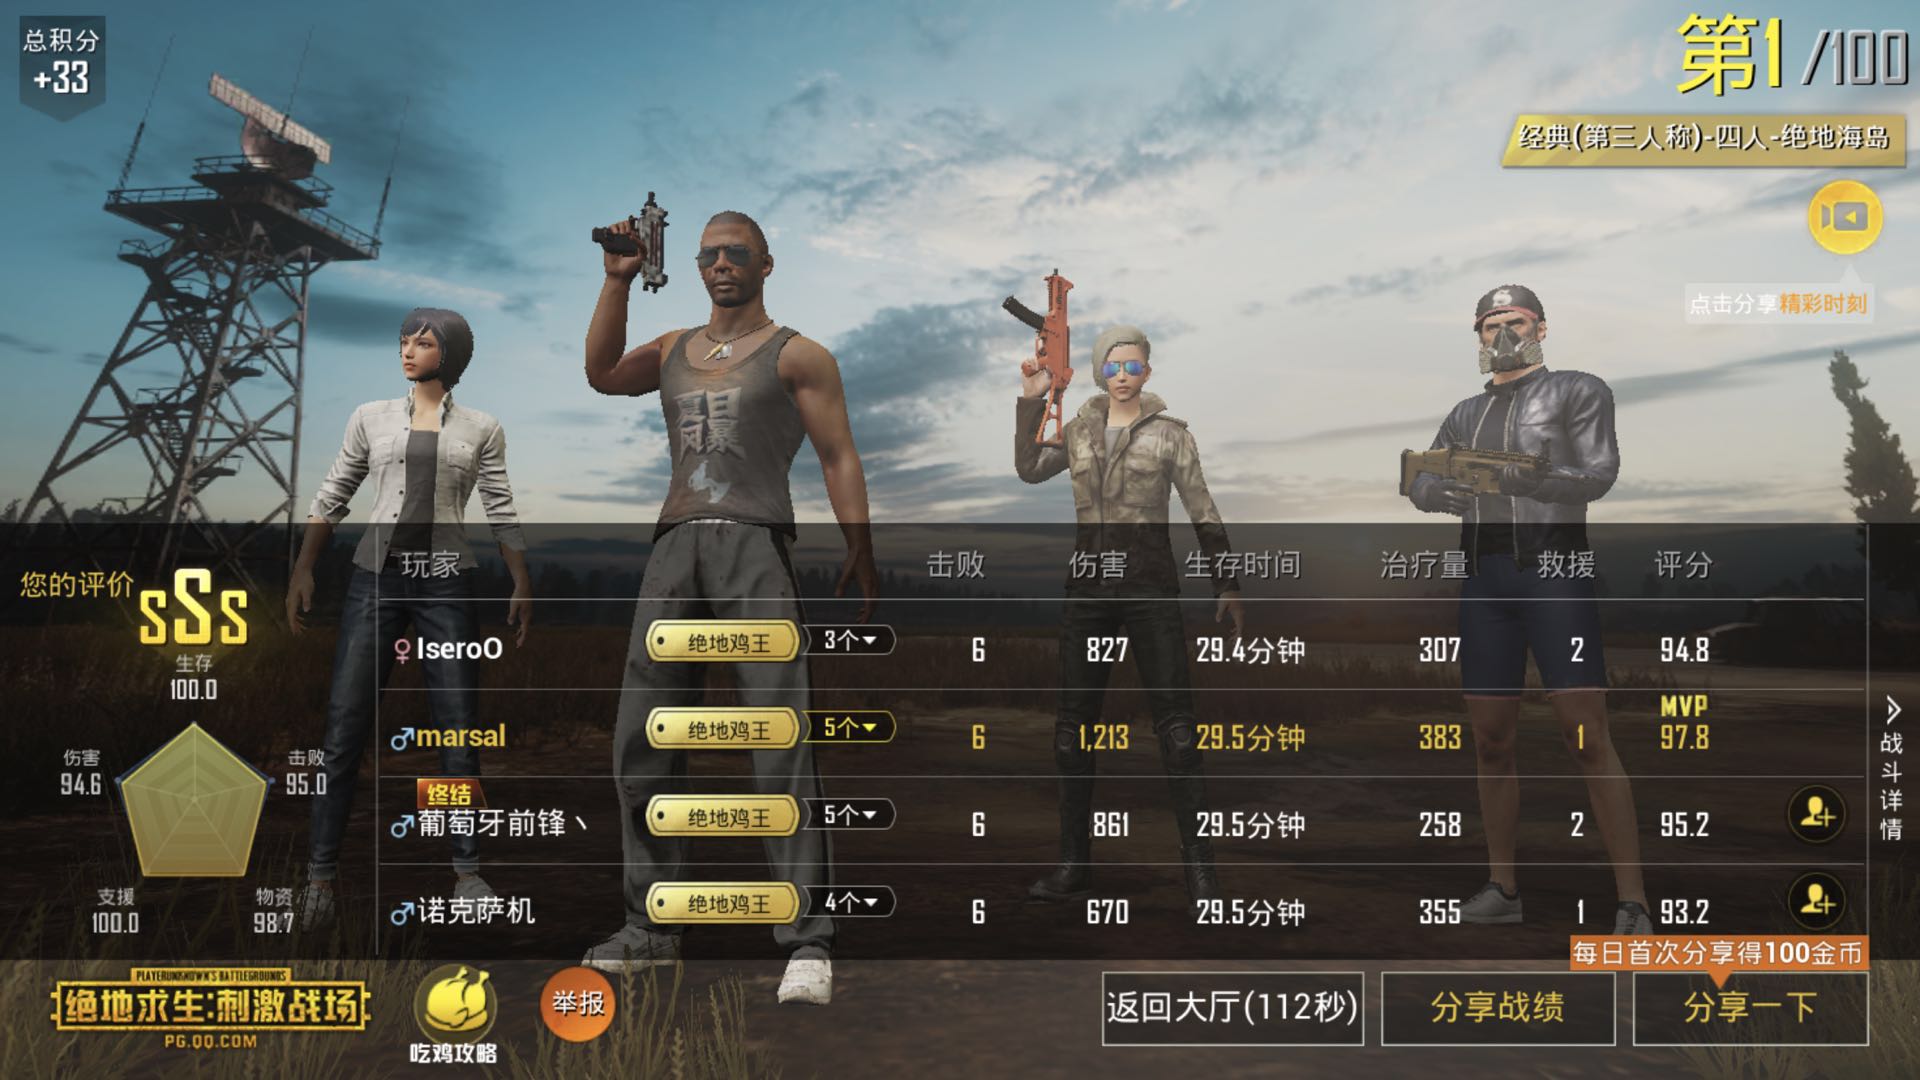 总积分
+33
第1/100
经典(第三人称)-四人-绝地海岛
点击分享精彩时刻
夏日
风暴
您的评价 SSS
生存
100.0
伤害
94.6
击败
95.0
支援
100.0
物资
98.7
玩家 击败 伤害 生存时间 治疗量 救援 评分
♀IseroO 绝地鸡王 3个 6 827 29.4分钟 307 2 94.8
MVP
♂marsal 绝地鸡王 5个 6 1,213 29.5分钟 383 1 97.8
终结
♂葡萄牙前锋丶 绝地鸡王 5个 6 861 29.5分钟 258 2 95.2
♂诺克萨机 绝地鸡王 4个 6 670 29.5分钟 355 1 93.2
战斗详情
每日首次分享得100金币
PLAYERUNKNOWN'S BATTLEGROUNDS
绝地求生:刺激战场
PG.QQ.COM
吃鸡攻略
举报
返回大厅(112秒)
分享战绩
分享一下